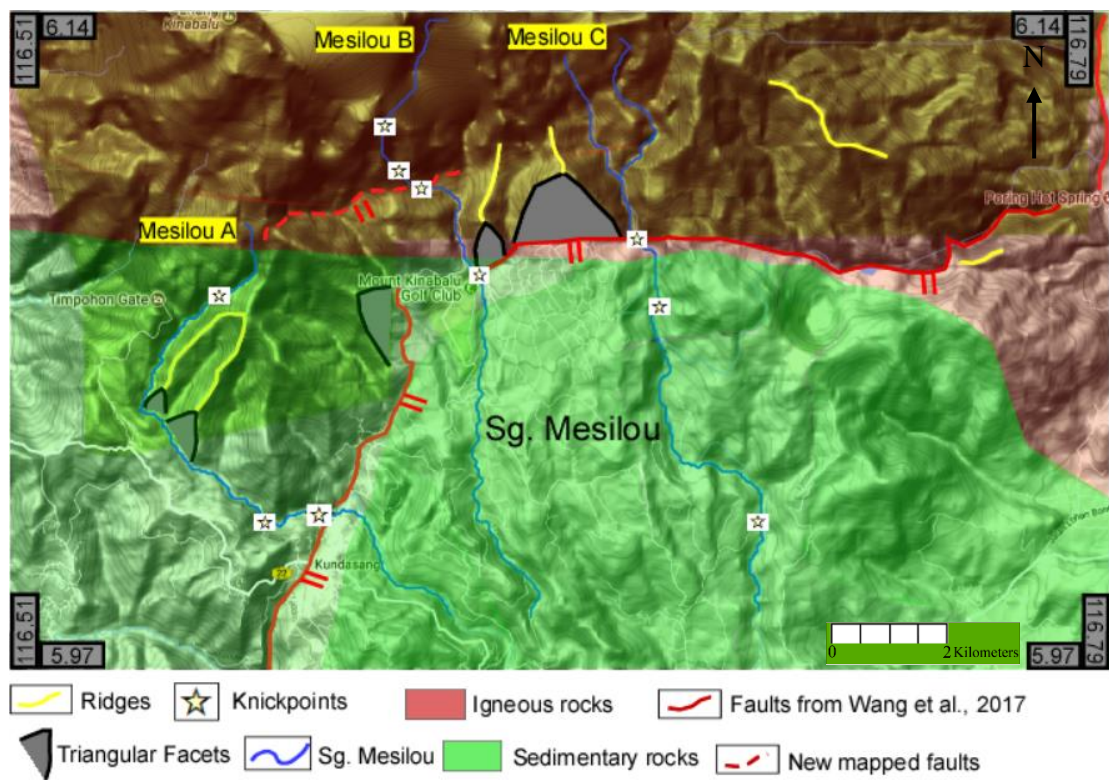 Kinabalu
116.51
6.14
Mesilou B
Mesilou C
6.14
116.79
N
Poring Hot Spring
Mesilou A
Timpohon Gate
Mount Kinabalu
Golf Club
Sg. Mesilou
22
Kundasang
116.51
5.97
0
2 Kilometers
5.97
116.79
Ridges
Knickpoints
Igneous rocks
Faults from Wang et al., 2017
Triangular Facets
Sg. Mesilou
Sedimentary rocks
New mapped faults